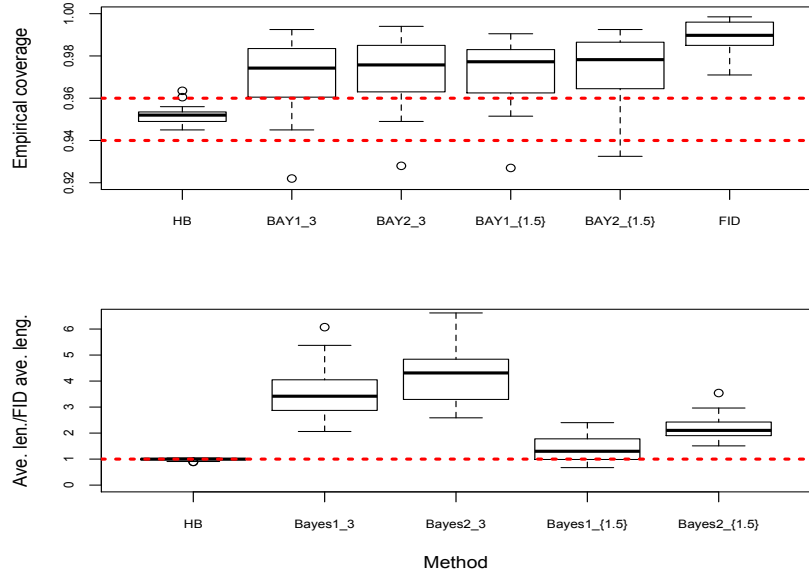 Empirical coverage
1.00
0.98
0.96
0.94
0.92
HB BAY1_3 BAY2_3 BAY1_{1.5} BAY2_{1.5} FID
Ave. len./FID ave. leng.
6
5
4
3
2
1
0
HB Bayes1_3 Bayes2_3 Bayes1_{1.5} Bayes2_{1.5}
Method